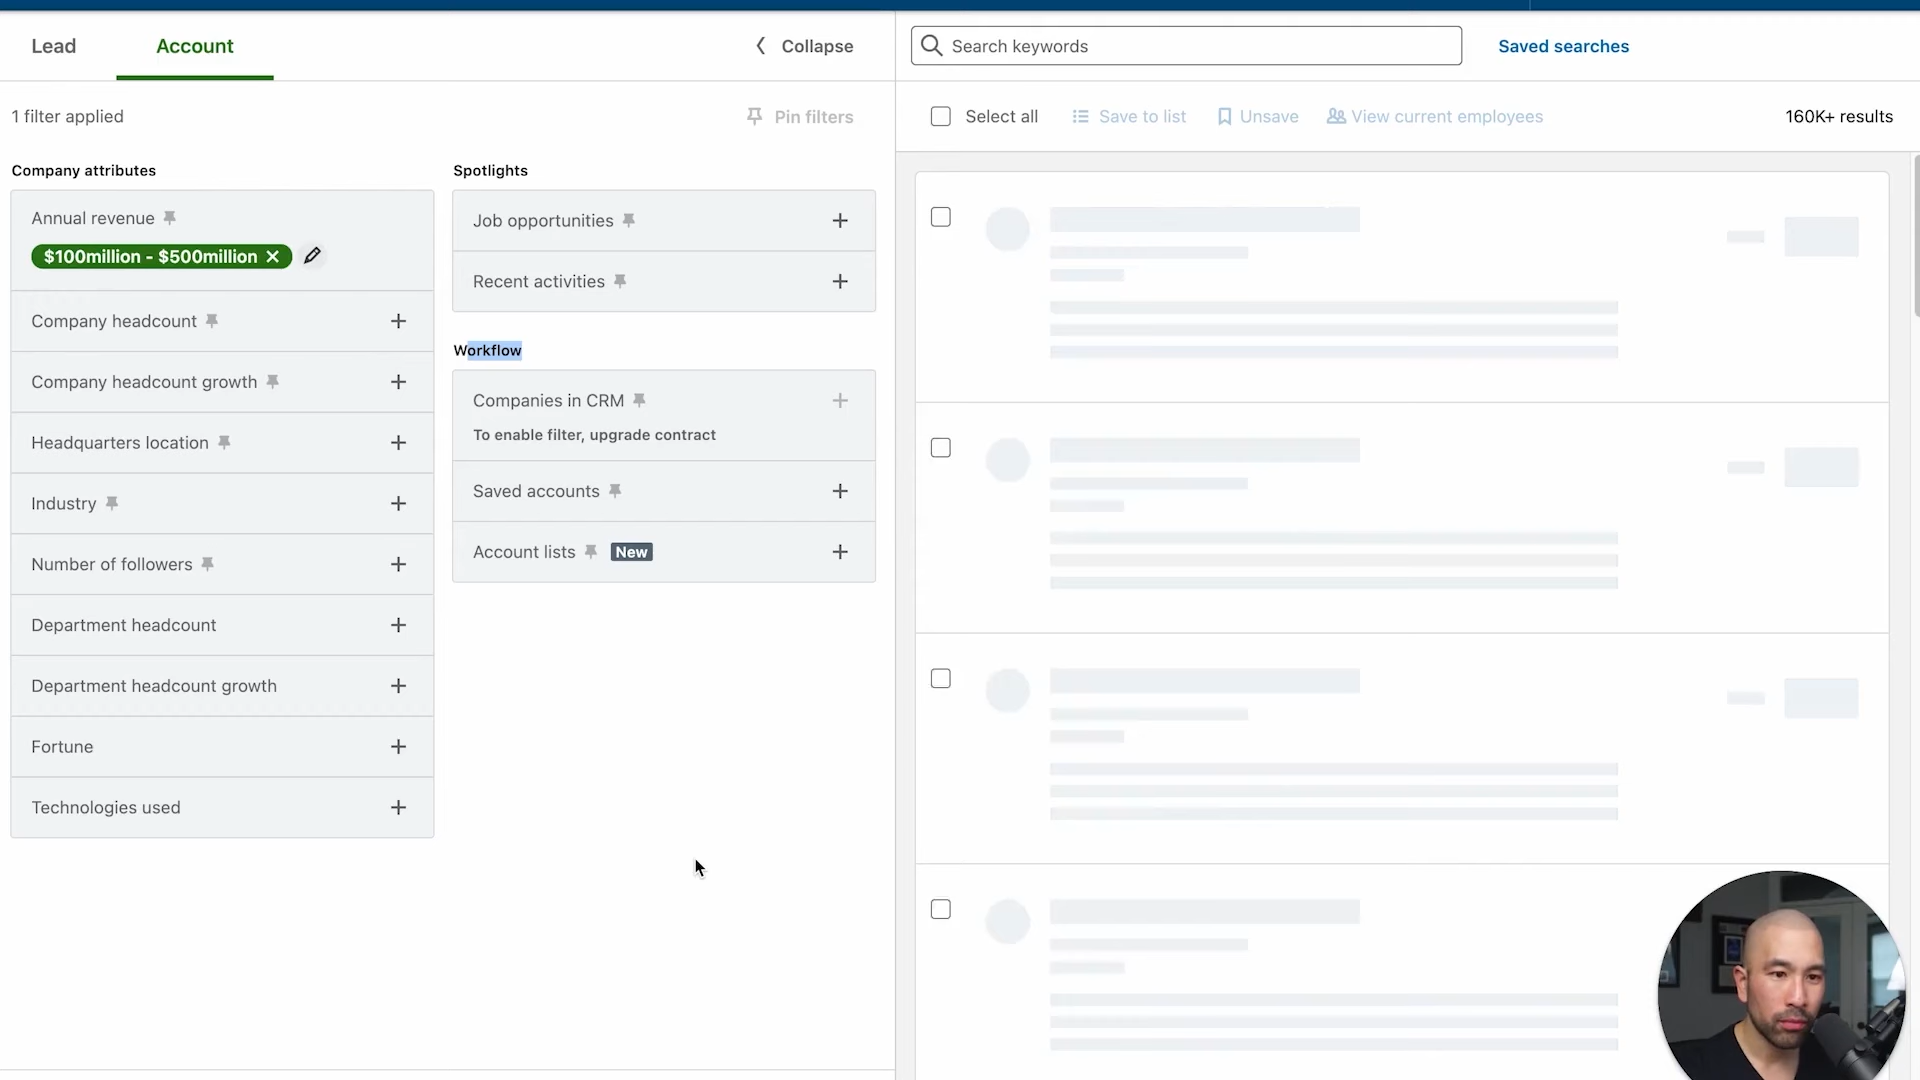 Lead
Account
Collapse
Search keywords
Saved searches
1 filter applied
Pin filters
Select all
Save to list
Unsave
View current employees
160K+ results
Company attributes
Annual revenue
$100million - $500million
Company headcount
Company headcount growth
Headquarters location
Industry
Number of followers
Department headcount
Department headcount growth
Fortune
Technologies used
Spotlights
Job opportunities
Recent activities
Workflow
Companies in CRM
To enable filter, upgrade contract
Saved accounts
Account lists New